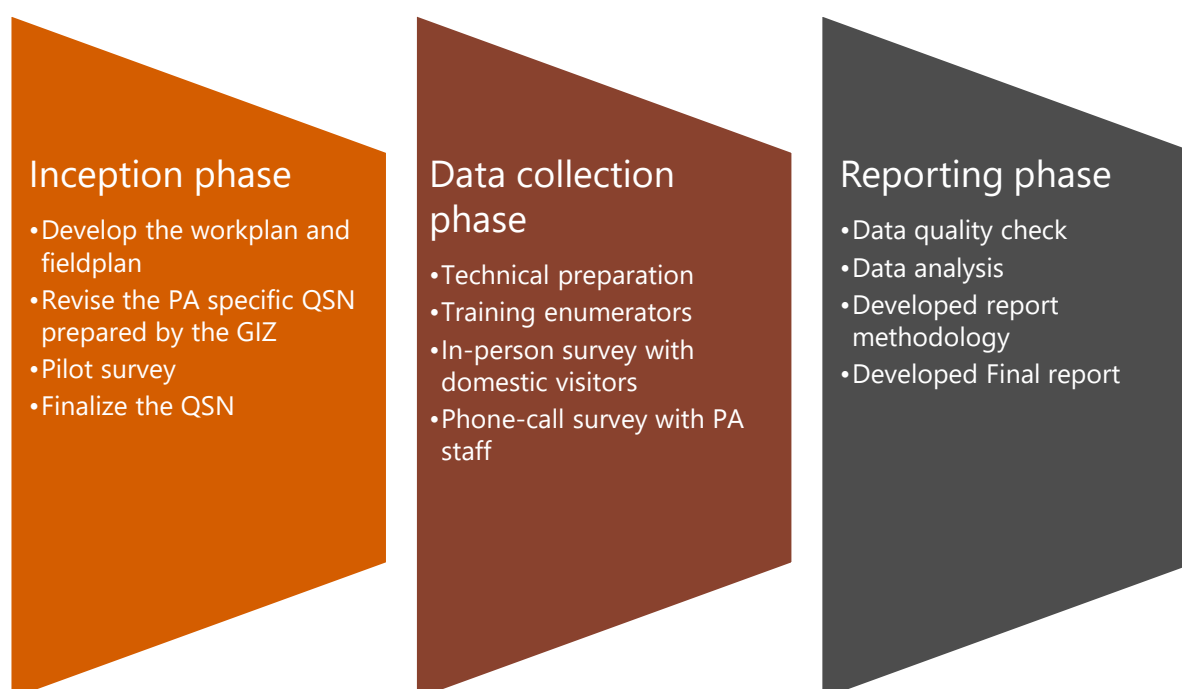 Inception phase
•Develop the workplan and
fieldplan
•Revise the PA specific QSN
prepared by the GIZ
•Pilot survey
•Finalize the QSN
Data collection
phase
•Technical preparation
•Training enumerators
•In-person survey with
domestic visitors
•Phone-call survey with PA
staff
Reporting phase
•Data quality check
•Data analysis
•Developed report
methodology
•Developed Final report